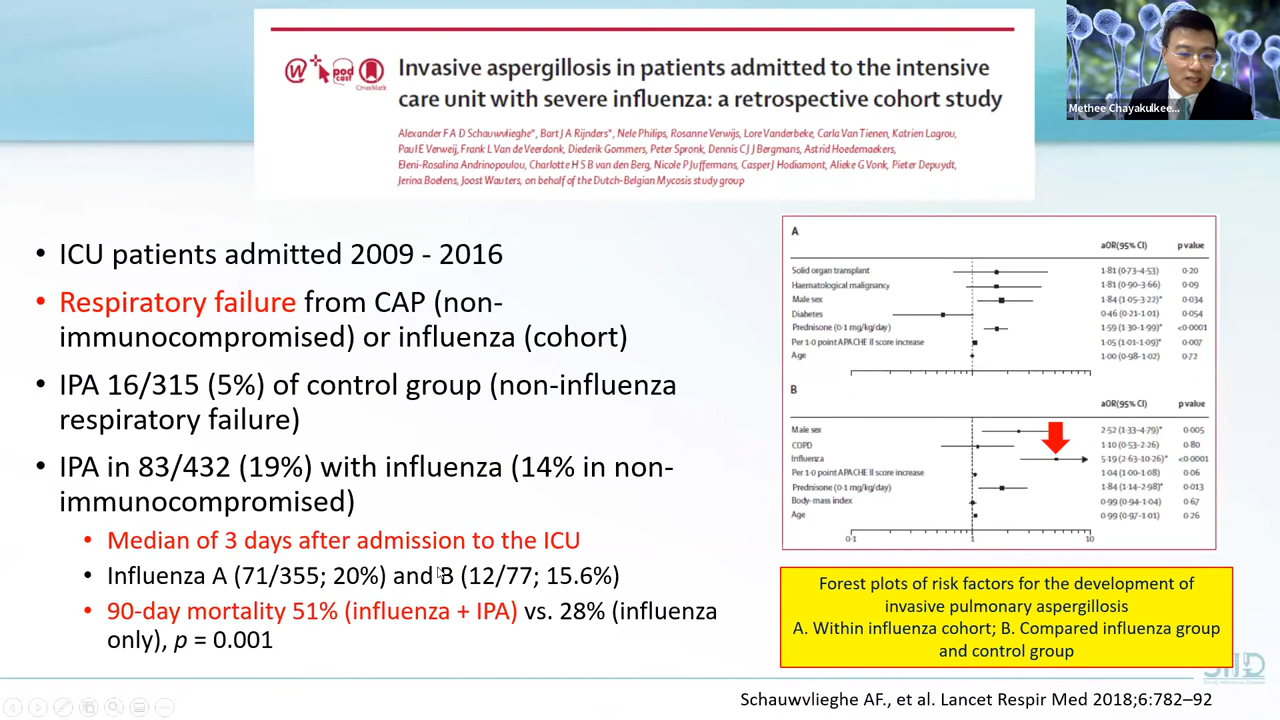 Invasive aspergillosis in patients admitted to the intensive
care unit with severe influenza: a retrospective cohort study
Alexander F A D Schauwvlieghe*, Bart J A Rijnders*, Nele Philips, Rosanne Verwijs, Lore Vanderbeke, Carla Van Tienen, Katrien Lagrou,
Paul E Verweij, Frank L Van de Veerdonk, Diederik Gommers, Peter Spronk, Dennis C J J Bergmans, Astrid Hoedemaekers,
Eleni-Rosalina Andrinopoulou, Charlotte H S B van den Berg, Nicole P Juffermans, Casper J Hodiamont, Alieke G Vonk, Pieter Depuydt,
Jerina Boelens, Joost Wauters, on behalf of the Dutch-Belgian Mycosis study group
pod
cast
CrossMark
Methee Chayakulkee...
• ICU patients admitted 2009 - 2016
• Respiratory failure from CAP (non-
immunocompromised) or influenza (cohort)
• IPA 16/315 (5%) of control group (non-influenza
respiratory failure)
• IPA in 83/432 (19%) with influenza (14% in non-
immunocompromised)
• Median of 3 days after admission to the ICU
• Influenza A (71/355; 20%) and B (12/77; 15.6%)
• 90-day mortality 51% (influenza + IPA) vs. 28% (influenza
only), p = 0.001
A
aOR(95% CI) p value
Solid organ transplant 1·81 (0·73–4·53) 0·20
Haematological malignancy 1·81 (0·90–3·66) 0·09
Male sex 1·84 (1·05–3·22)* 0·034
Diabetes 0·46 (0·21–1·01) 0·054
Prednisone (0·1 mg/kg/day) 1·59 (1·30–1·99)* <0·0001
Per 1·0 point APACHE II score increase 1·05 (1·01–1·09)* 0·007
Age 1·00 (0·98–1·02) 0·72
B
aOR(95% CI) p value
Male sex 2·52 (1·33–4·79)* 0·005
COPD 1·10 (0·53–2·26) 0·80
Influenza 5·19 (2·63–10·26)* <0·0001
Per 1·0 point APACHE II score increase 1·04 (1·00–1·08) 0·06
Prednisone (0·1 mg/kg/day) 1·84 (1·14–2·98)* 0·013
Body-mass index 0·99 (0·94–1·04) 0·67
Age 0·99 (0·97–1·01) 0·26
0·1 1 10
Forest plots of risk factors for the development of
invasive pulmonary aspergillosis
A. Within influenza cohort; B. Compared influenza group
and control group
Schauwvlieghe AF., et al. Lancet Respir Med 2018;6:782–92